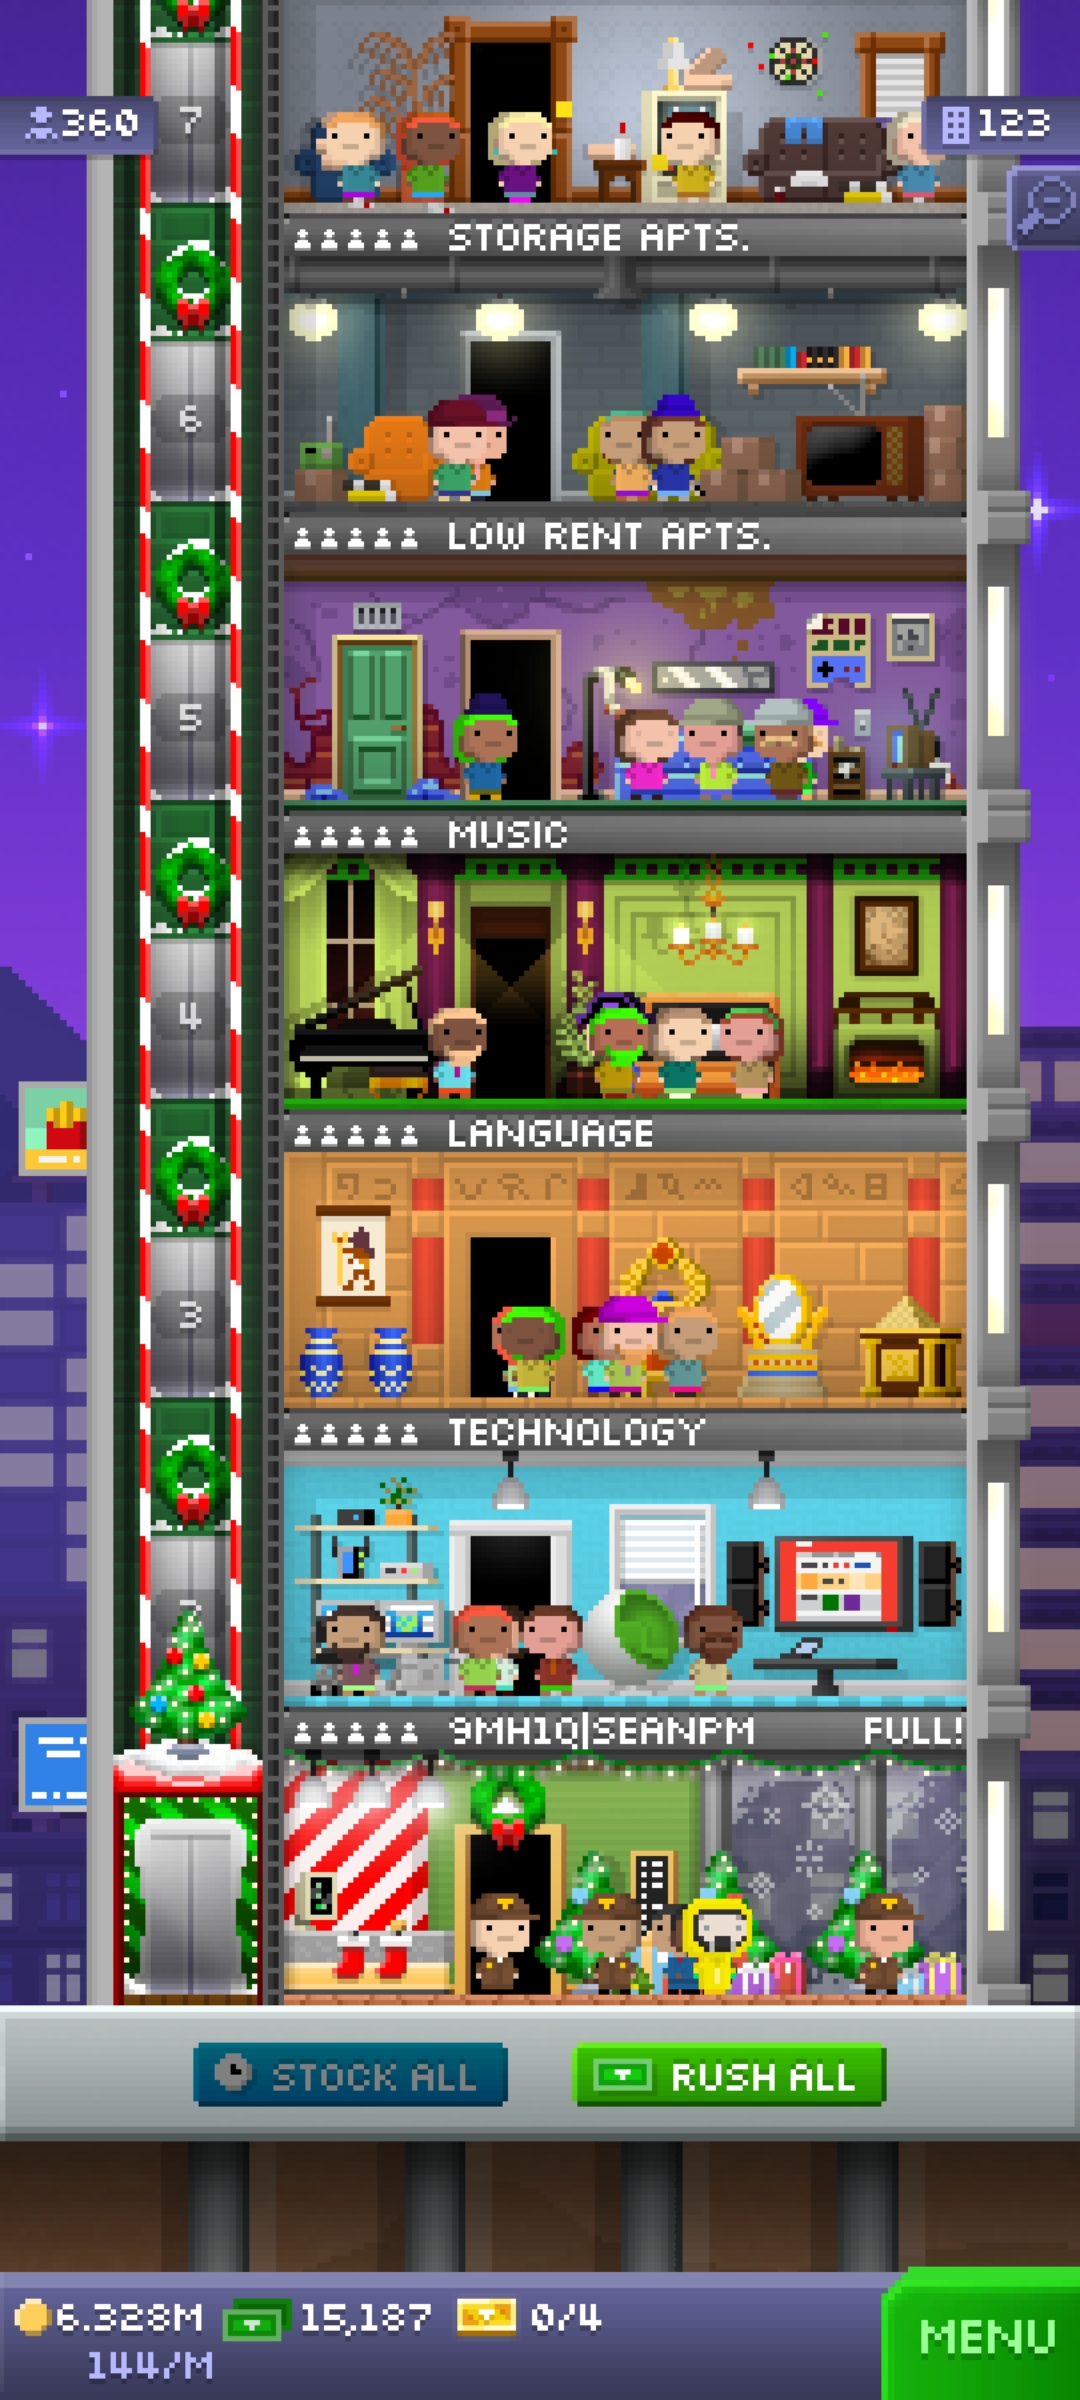 7
360
123
STORAGE APTS.
6
LOW RENT APTS.
5
MUSIC
4
LANGUAGE
3
TECHNOLOGY
9MH1Q|SEANPM FULL!
STOCK ALL
RUSH ALL
6.328M 15,187 0/4
144/M
MENU